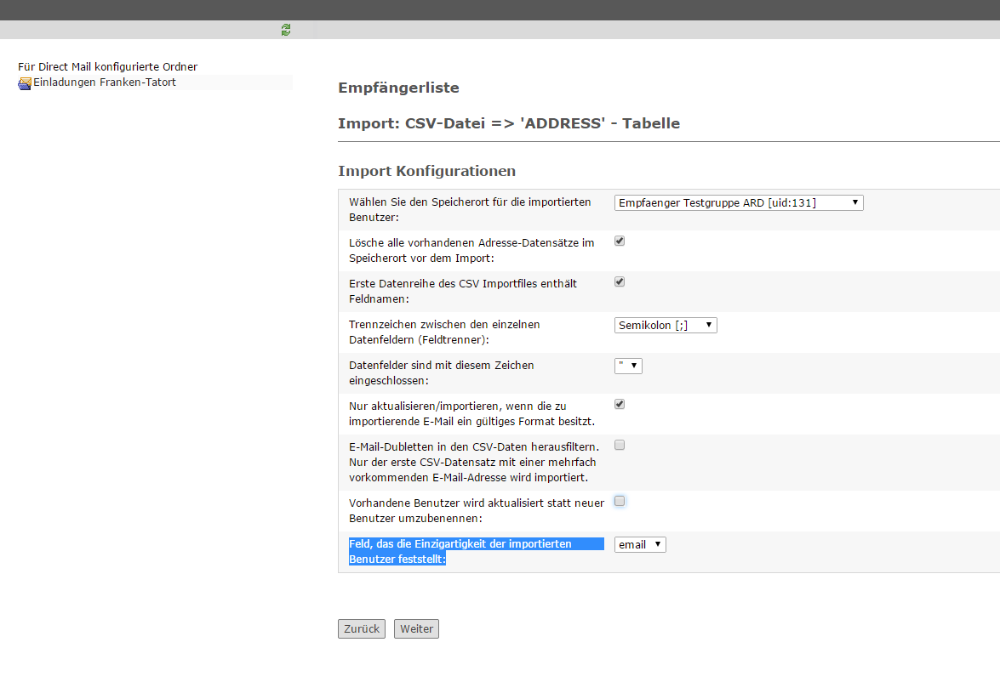 Für Direct Mail konfigurierte Ordner
Einladungen Franken-Tatort
Empfängerliste
Import: CSV-Datei => 'ADDRESS' - Tabelle
Import Konfigurationen
Wählen Sie den Speicherort für die importierten
Benutzer:
Empfaenger Testgruppe ARD [uid:131]
Lösche alle vorhandenen Adresse-Datensätze im
Speicherort vor dem Import:
Erste Datenreihe des CSV Importfiles enthält
Feldnamen:
Trennzeichen zwischen den einzelnen
Datenfeldern (Feldtrenner):
Semikolon [;]
Datenfelder sind mit diesem Zeichen
eingeschlossen:
"
Nur aktualisieren/importieren, wenn die zu
importierende E-Mail ein gültiges Format besitzt.
E-Mail-Dubletten in den CSV-Daten herausfiltern.
Nur der erste CSV-Datensatz mit einer mehrfach
vorkommenden E-Mail-Adresse wird importiert.
Vorhandene Benutzer wird aktualisiert statt neuer
Benutzer umzubenennen:
Feld, das die Einzigartigkeit der importierten
Benutzer feststellt:
email
Zurück
Weiter